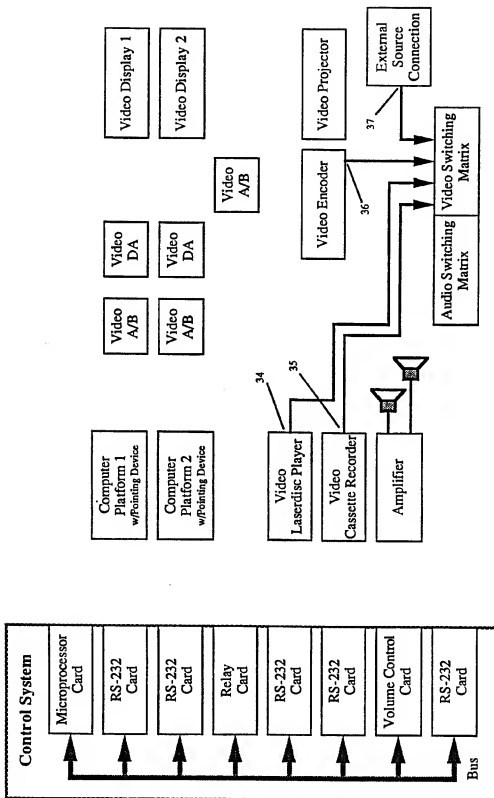 Control System
Microprocessor
Card
RS-232
Card
RS-232
Card
Relay
Card
RS-232
Card
RS-232
Card
Volume Control
Card
RS-232
Card
Bus
Computer
Platform 1
w/Pointing Device
Computer
Platform 2
w/Pointing Device
Video
A/B
Video
A/B
Video
DA
Video
DA
Video
A/B
Video Display 1
Video Display 2
Video
Laserdisc Player
34
Video
Cassette Recorder
35
Amplifier
Video Encoder
36
Video Projector
External
Source
Connection
37
Audio Switching
Matrix
Video Switching
Matrix